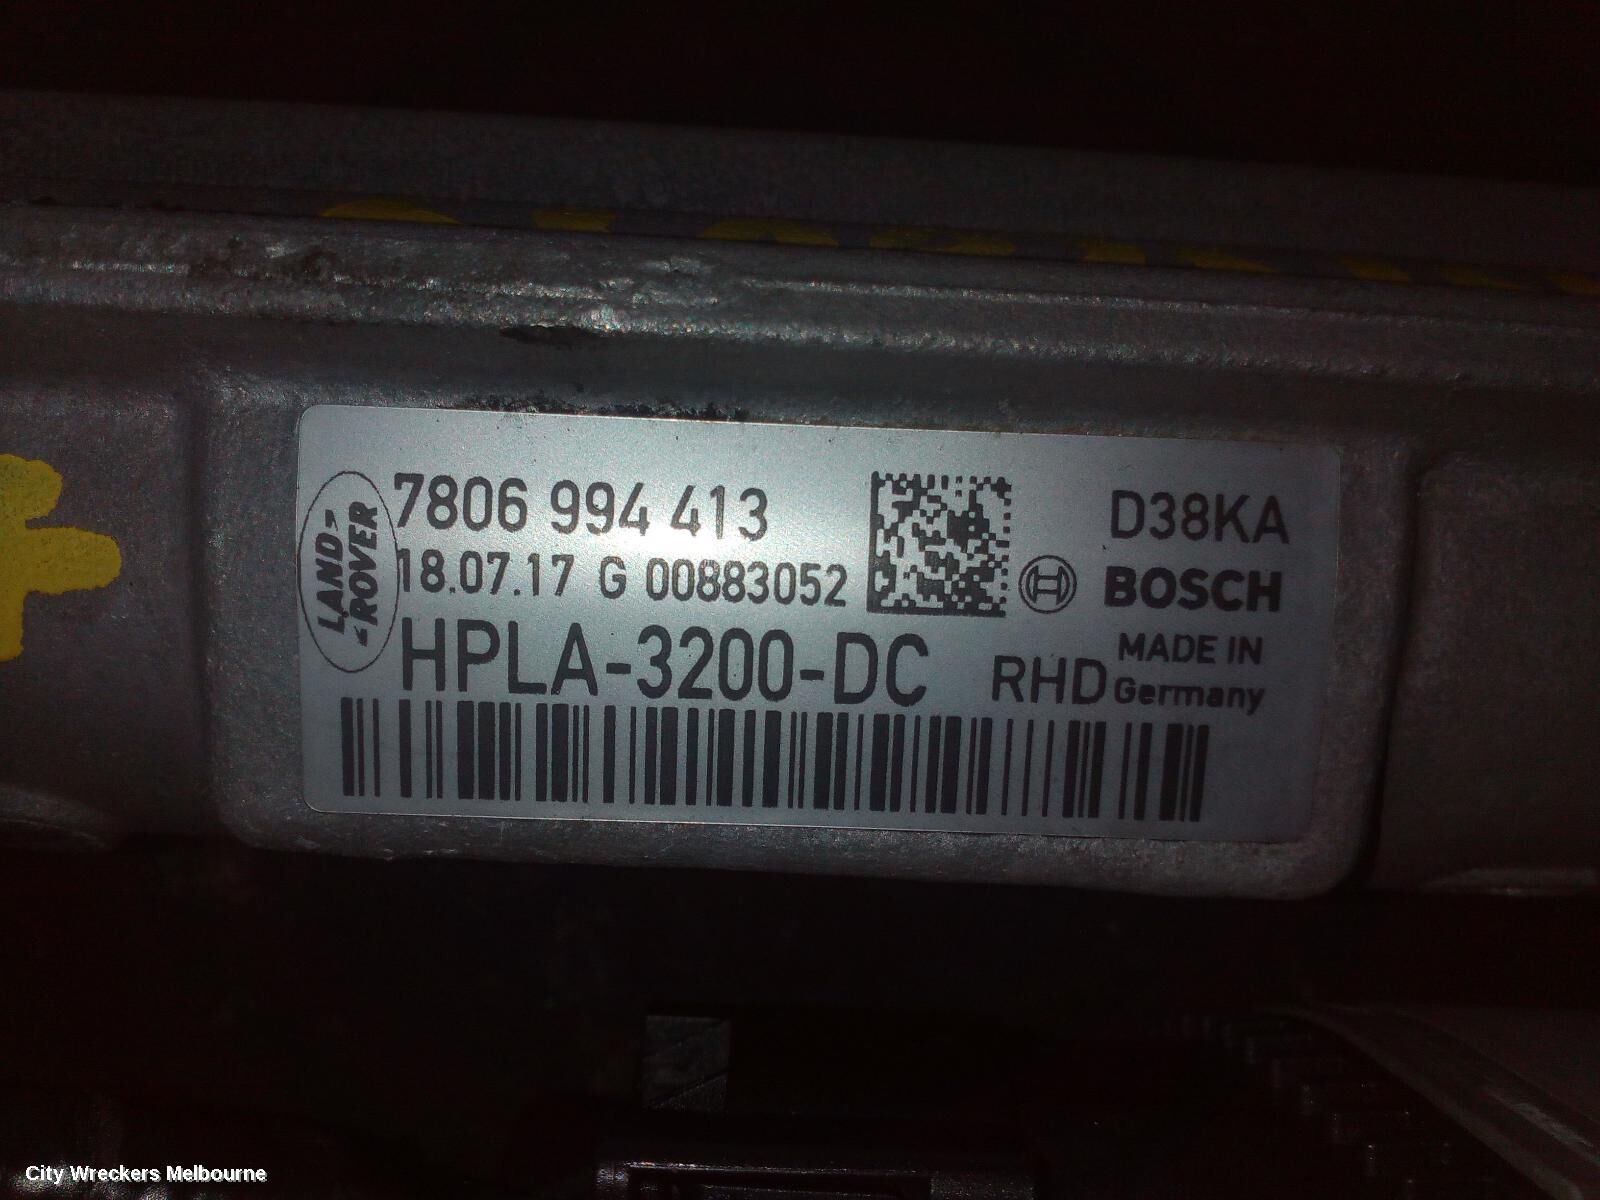 LAND-
-ROVER
7806 994 413
18.07.17 G 00883052
HPLA-3200-DC
D38KA
BOSCH
RHD
MADE IN
Germany
City Wreckers Melbourne